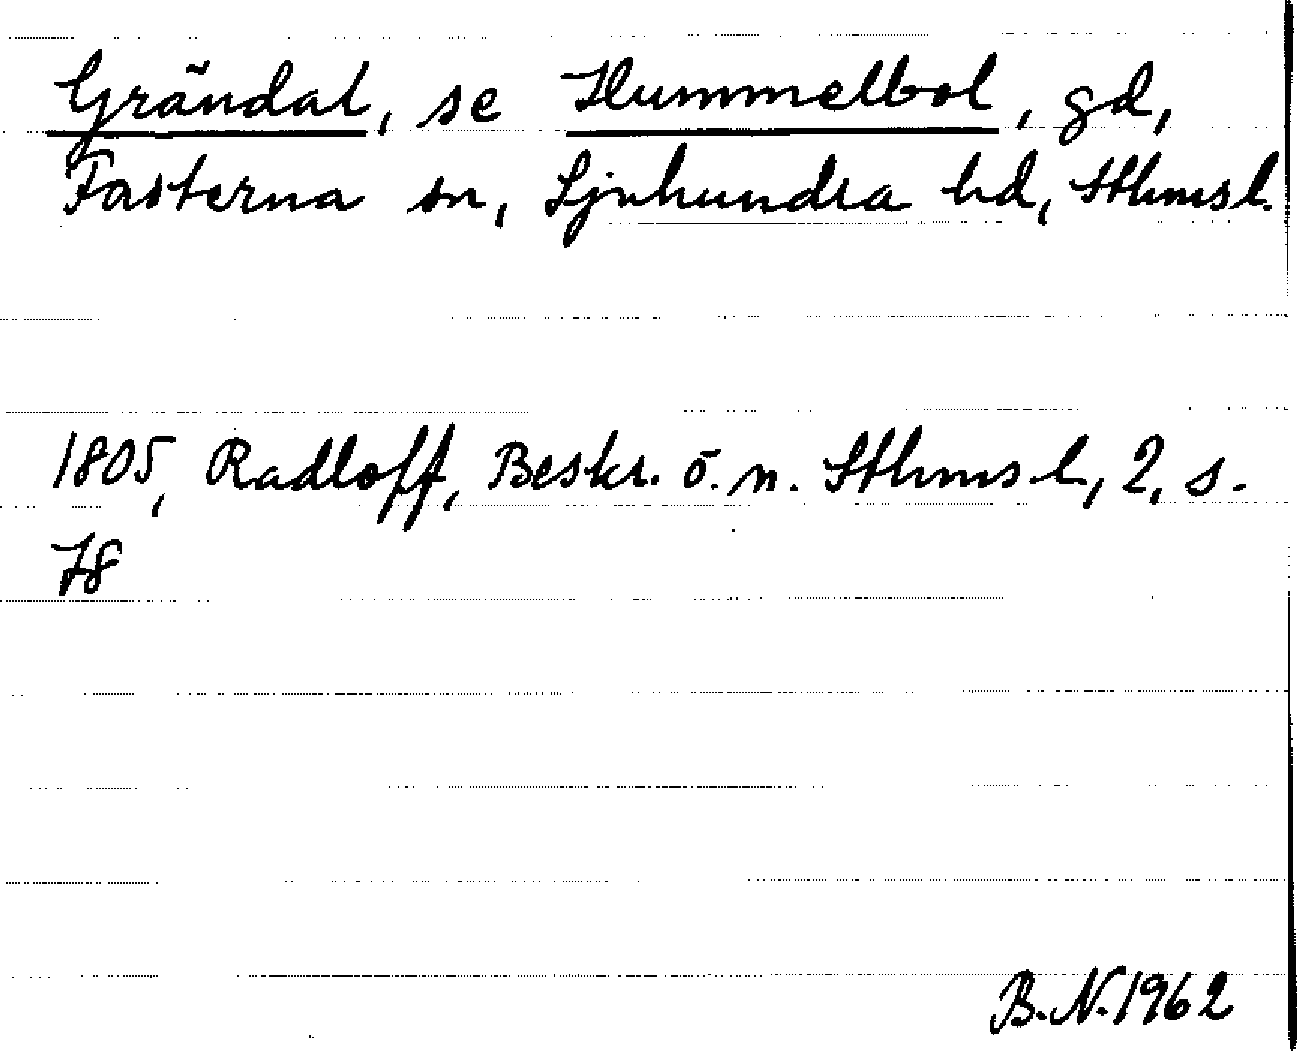 Grändal, se Hummelbol, gd,
Fasterna sn, Sjuhundra hd, Sthmsl.
1805, Radloff, Beskr. ö. n. Sthmsl, 2, s.
78
B.N.1962